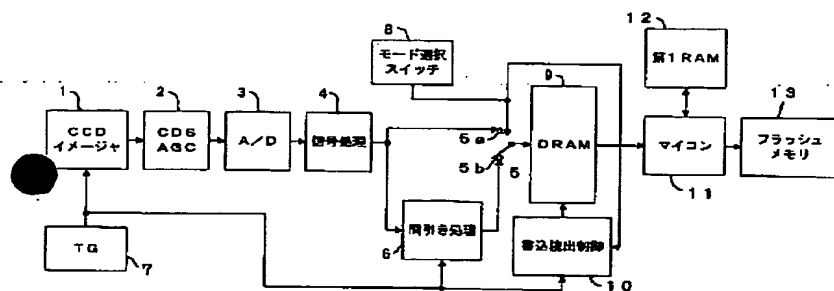 8
モード選択
スイッチ
12
第1RAM
1
CCD
イメージャ
2
CDS
AGC
3
A/D
4
信号処理
5a
5b
5
9
DRAM
マイコン
11
13
フラッシュ
メモリ
TG
7
間引き処理
6
書込読出制御
10